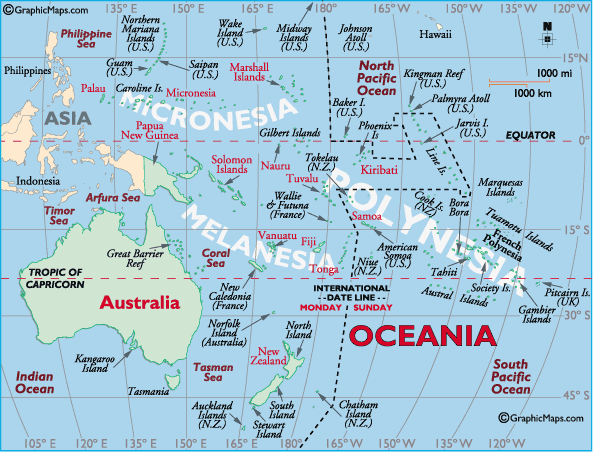 ©GraphicMaps.com
165°E
180°E
165°W
150°W
135°W
120°W
Philippine
Sea
Northern
Mariana
Islands
(U.S.)
Wake
Island
(U.S.)
Midway
Islands
(U.S.)
Johnson
Atoll
(U.S.)
Hawaii
N
15°N
Philippines
Guam
(U.S.)
Saipan
(U.S.)
Marshall
Islands
North
Pacific
Ocean
Kingman Reef
(U.S.)
1000 mi
1000 km
Palau
Caroline Is.
Micronesia
MICRONESIA
Baker I.
(U.S.)
Palmyra Atoll
(U.S.)
ASIA
Papua
New Guinea
Gilbert Islands
Phoenix
Is
Jarvis I.
(U.S.)
EQUATOR
0°
Indonesia
Solomon
Islands
Nauru
Tokelau
(N.Z.)
Tuvalu
Kiribati
Line Is.
Marquesas
Islands
Arfura Sea
Timor
Sea
Wallie
& Futuna
(France)
Samoa
POLYNESIA
Cook Is.
(NZ)
Bora
Bora
Tuamotu Islands
French
Polynesia
MELANESIA
15°S
Great Barrier
Reef
Coral
Sea
Vanuatu
Fiji
Tonga
Niue
(N.Z.)
American
Somoa
(U.S.)
Tahiti
Society Is.
Pitcairn Is.
(UK)
TROPIC OF
CAPRICORN
Australia
New
Caledonia
(France)
INTERNATIONAL
DATE LINE
MONDAY
SUNDAY
Austral Islands
Gambier
Islands
30°S
Norfolk
Island
(Australia)
North
Island
OCEANIA
Kangaroo
Island
Tasman
Sea
New
Zealand
Indian
Ocean
Tasmania
South
Pacific
Ocean
45°S
Auckland
Islands
(N.Z.)
South
Island
Stewart
Island
Chatham
Island
(N.Z.)
©GraphicMaps.com
105°E
120°E
135°E
150°E
165°E
180°E
165°W
150°W
135°W
120°W